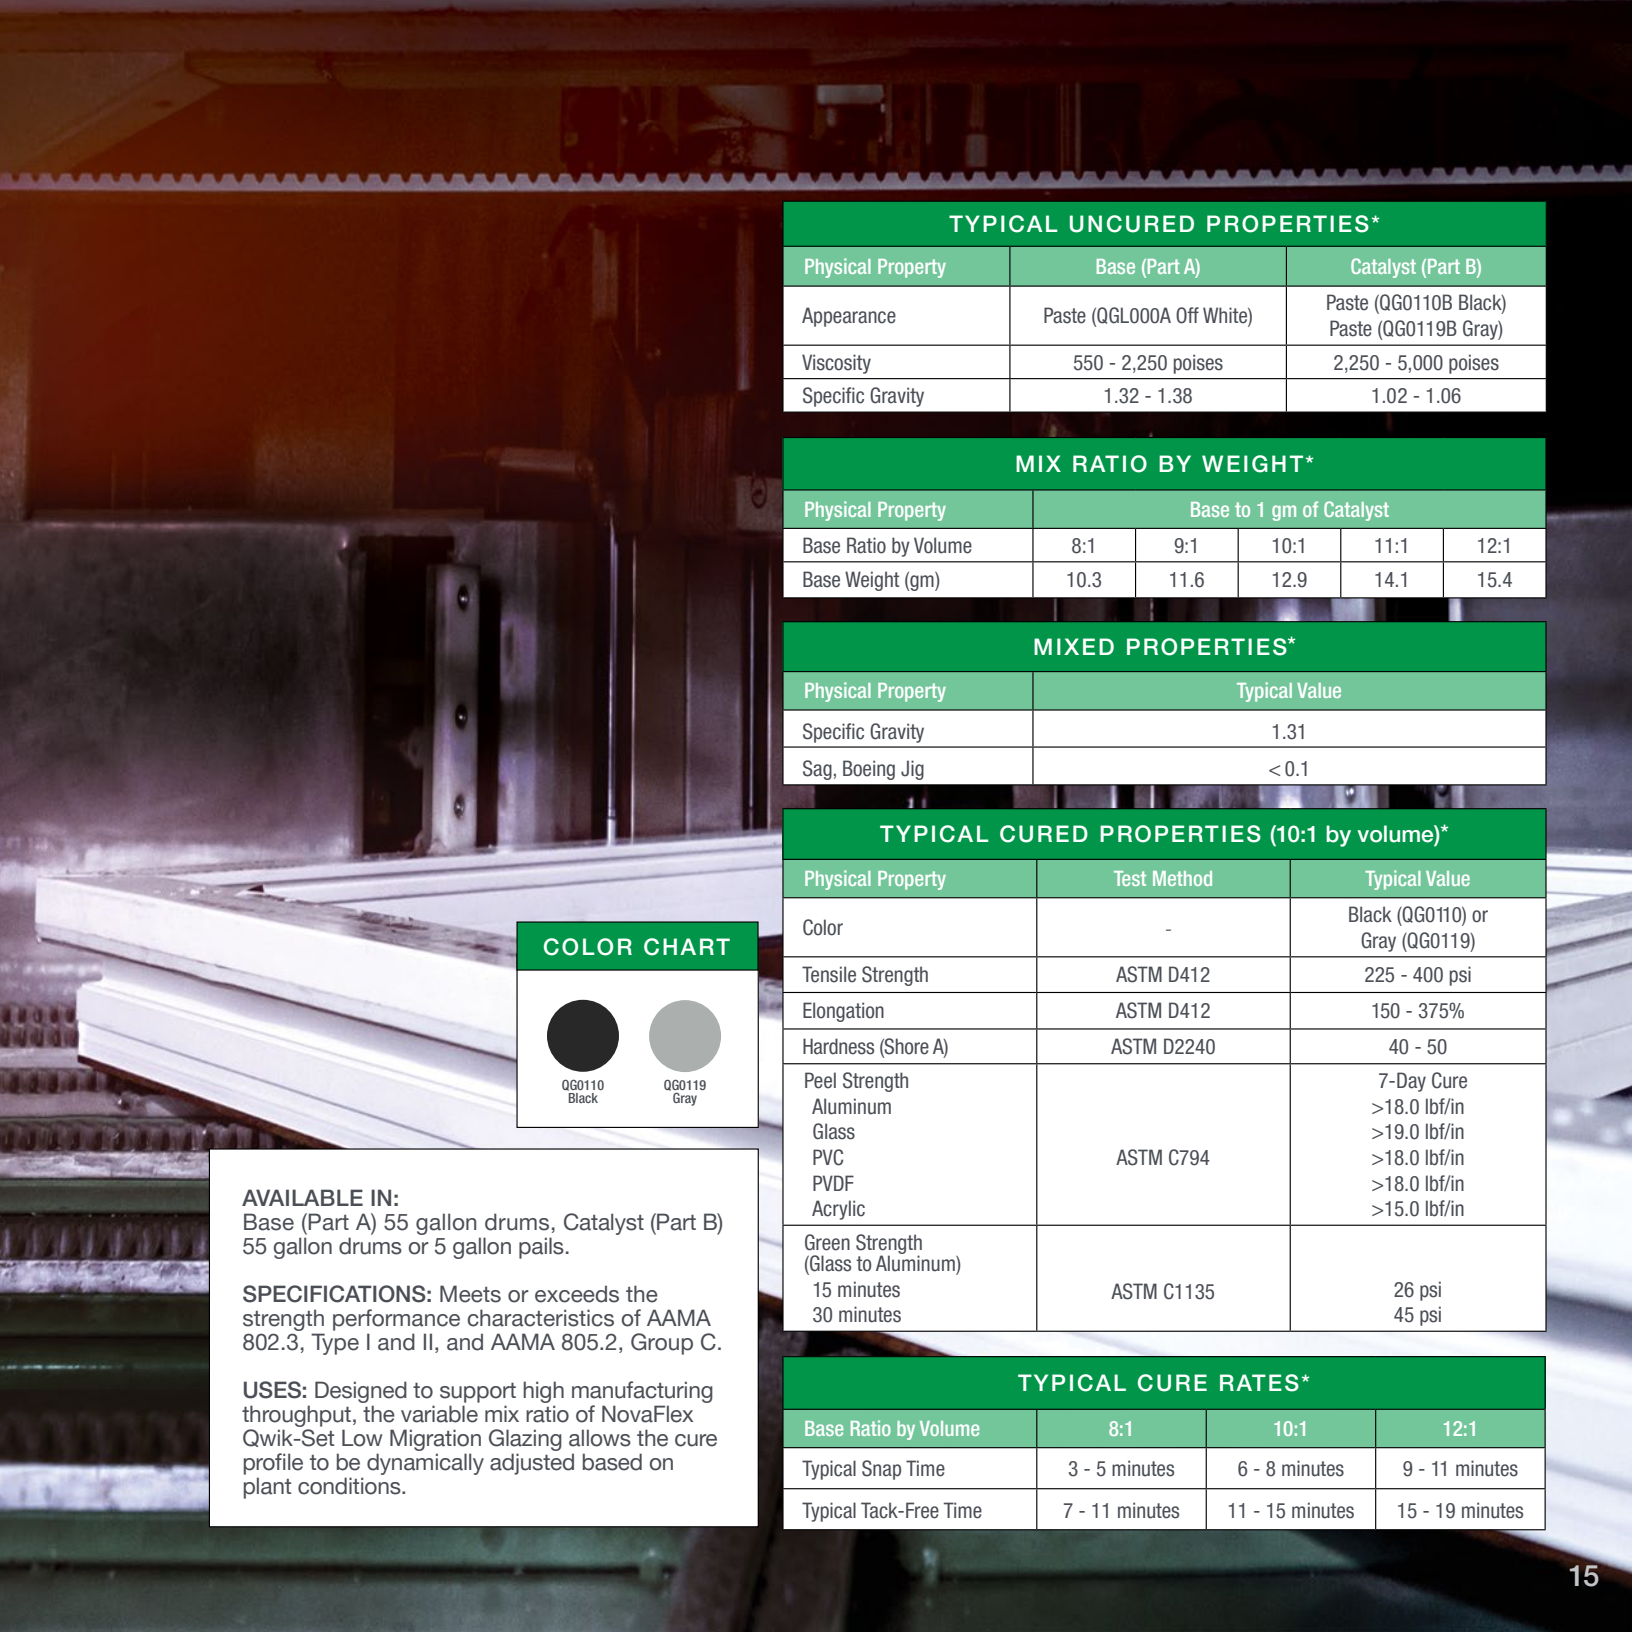 TYPICAL UNCURED PROPERTIES*
Physical Property Base (Part A) Catalyst (Part B)
Appearance Paste (QGL000A Off White) Paste (QG0110B Black)
Paste (QG0119B Gray)
Viscosity 550 - 2,250 poises 2,250 - 5,000 poises
Specific Gravity 1.32 - 1.38 1.02 - 1.06
MIX RATIO BY WEIGHT*
Physical Property Base to 1 gm of Catalyst
Base Ratio by Volume 8:1 9:1 10:1 11:1 12:1
Base Weight (gm) 10.3 11.6 12.9 14.1 15.4
MIXED PROPERTIES*
Physical Property Typical Value
Specific Gravity 1.31
Sag, Boeing Jig < 0.1
TYPICAL CURED PROPERTIES (10:1 by volume)*
Physical Property Test Method Typical Value
Color - Black (QG0110) or
Gray (QG0119)
Tensile Strength ASTM D412 225 - 400 psi
Elongation ASTM D412 150 - 375%
Hardness (Shore A) ASTM D2240 40 - 50
Peel Strength 7-Day Cure
Aluminum >18.0 lbf/in
Glass >19.0 lbf/in
PVC ASTM C794 >18.0 lbf/in
PVDF >18.0 lbf/in
Acrylic >15.0 lbf/in
Green Strength
(Glass to Aluminum)
15 minutes ASTM C1135 26 psi
30 minutes 45 psi
TYPICAL CURE RATES*
Base Ratio by Volume 8:1 10:1 12:1
Typical Snap Time 3 - 5 minutes 6 - 8 minutes 9 - 11 minutes
Typical Tack-Free Time 7 - 11 minutes 11 - 15 minutes 15 - 19 minutes
COLOR CHART
QG0110 QG0119
Black Gray
AVAILABLE IN:
Base (Part A) 55 gallon drums, Catalyst (Part B)
55 gallon drums or 5 gallon pails.
SPECIFICATIONS: Meets or exceeds the
strength performance characteristics of AAMA
802.3, Type I and II, and AAMA 805.2, Group C.
USES: Designed to support high manufacturing
throughput, the variable mix ratio of NovaFlex
Qwik-Set Low Migration Glazing allows the cure
profile to be dynamically adjusted based on
plant conditions.
15